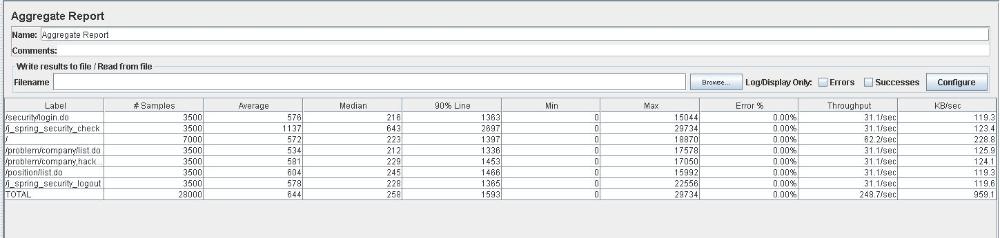 Aggregate Report
Name: Aggregate Report
Comments:
Write results to file / Read from file
Filename Browse... Log/Display Only: Errors Successes Configure
Label # Samples Average Median 90% Line Min Max Error % Throughput KB/sec
/security/login.do 3500 576 216 1363 0 15044 0.00% 31.1/sec 119.3
/j_spring_security_check 3500 1137 643 2697 0 29734 0.00% 31.1/sec 123.4
/ 7000 572 223 1397 0 18870 0.00% 62.2/sec 228.8
/problem/company/list.do 3500 534 212 1336 0 17578 0.00% 31.1/sec 125.9
/problem/company,hack... 3500 581 229 1453 0 17050 0.00% 31.1/sec 124.1
/position/list.do 3500 604 245 1466 0 15992 0.00% 31.1/sec 119.3
/j_spring_security_logout 3500 578 228 1365 0 22556 0.00% 31.1/sec 119.6
TOTAL 28000 644 258 1593 0 29734 0.00% 248.7/sec 959.1